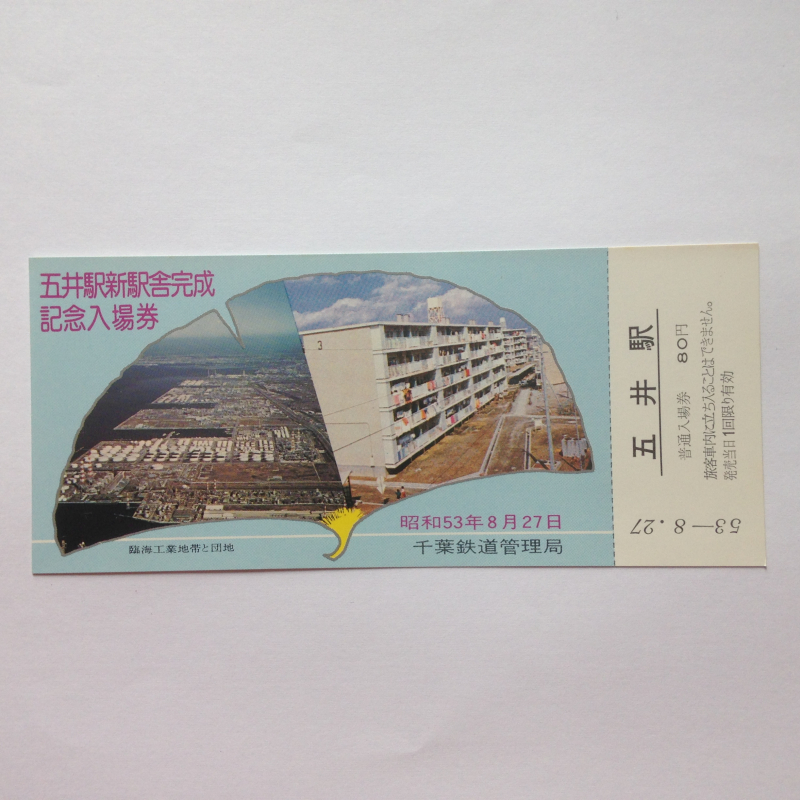 五井駅新駅舎完成
記念入場券
3
昭和53年8月27日
千葉鉄道管理局
臨海工業地帯と団地
五井駅
普通入場券 80円
旅客車内に立ち入ることはできません。
発売当日1回限り有効
53-8.27